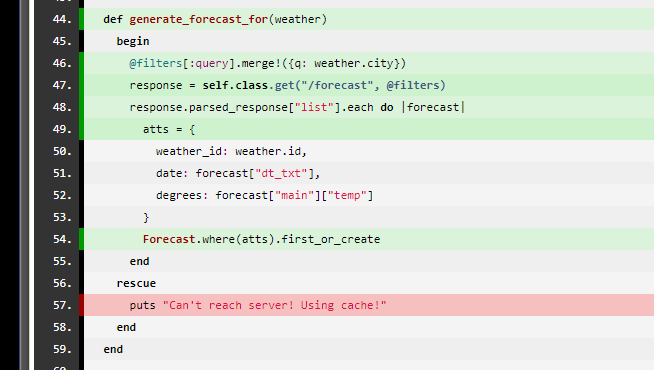 44. def generate_forecast_for(weather)
45. begin
46. @filters[:query].merge!({q: weather.city})
47. response = self.class.get("/forecast", @filters)
48. response.parsed_response["list"].each do |forecast|
49. atts = {
50. weather_id: weather.id,
51. date: forecast["dt_txt"],
52. degrees: forecast["main"]["temp"]
53. }
54. Forecast.where(atts).first_or_create
55. end
56. rescue
57. puts "Can't reach server! Using cache!"
58. end
59. end